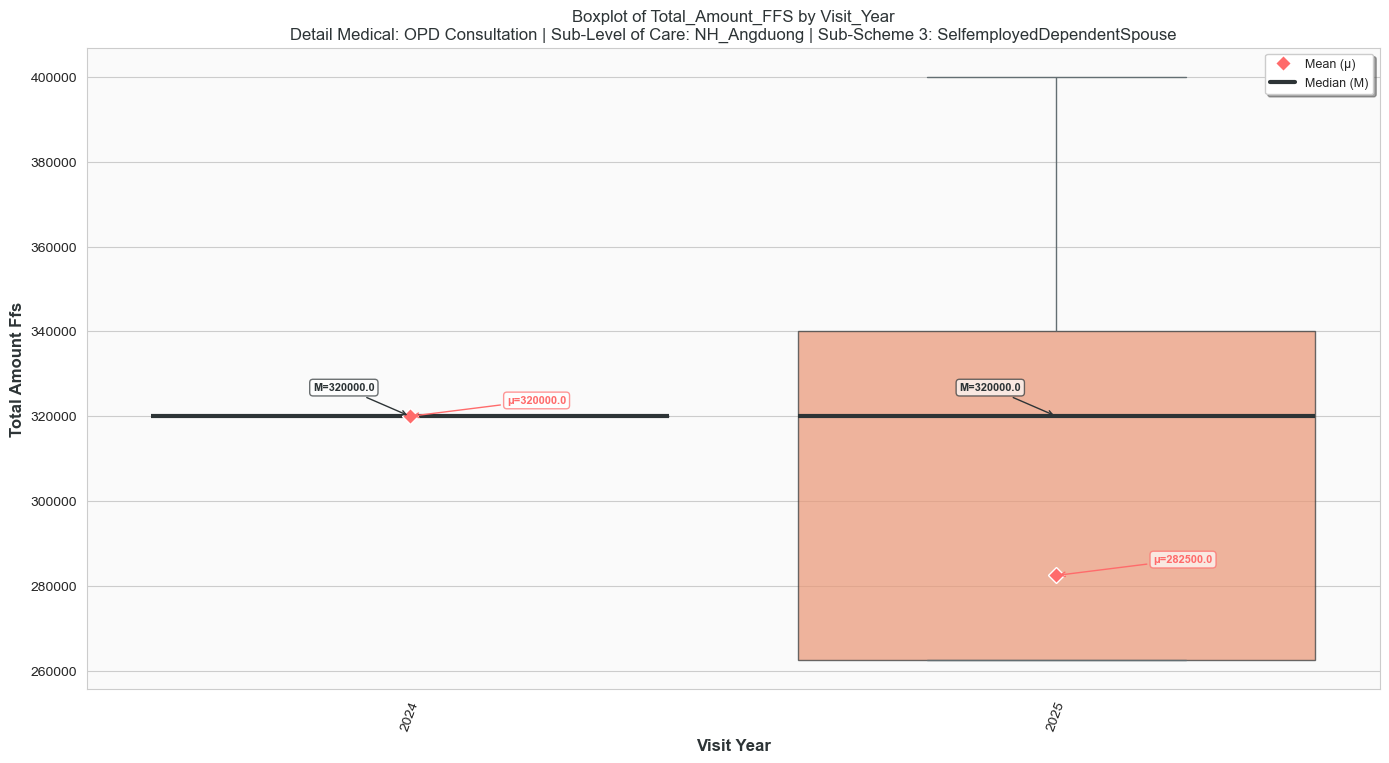 Boxplot of Total_Amount_FFS by Visit_Year
Detail Medical: OPD Consultation | Sub-Level of Care: NH_Angduong | Sub-Scheme 3: SelfemployedDependentSpouse
Mean (μ)
Median (M)
Total Amount Ffs
400000
380000
360000
340000
320000
300000
280000
260000
M=320000.0
μ=320000.0
M=320000.0
μ=282500.0
2024
2025
Visit Year